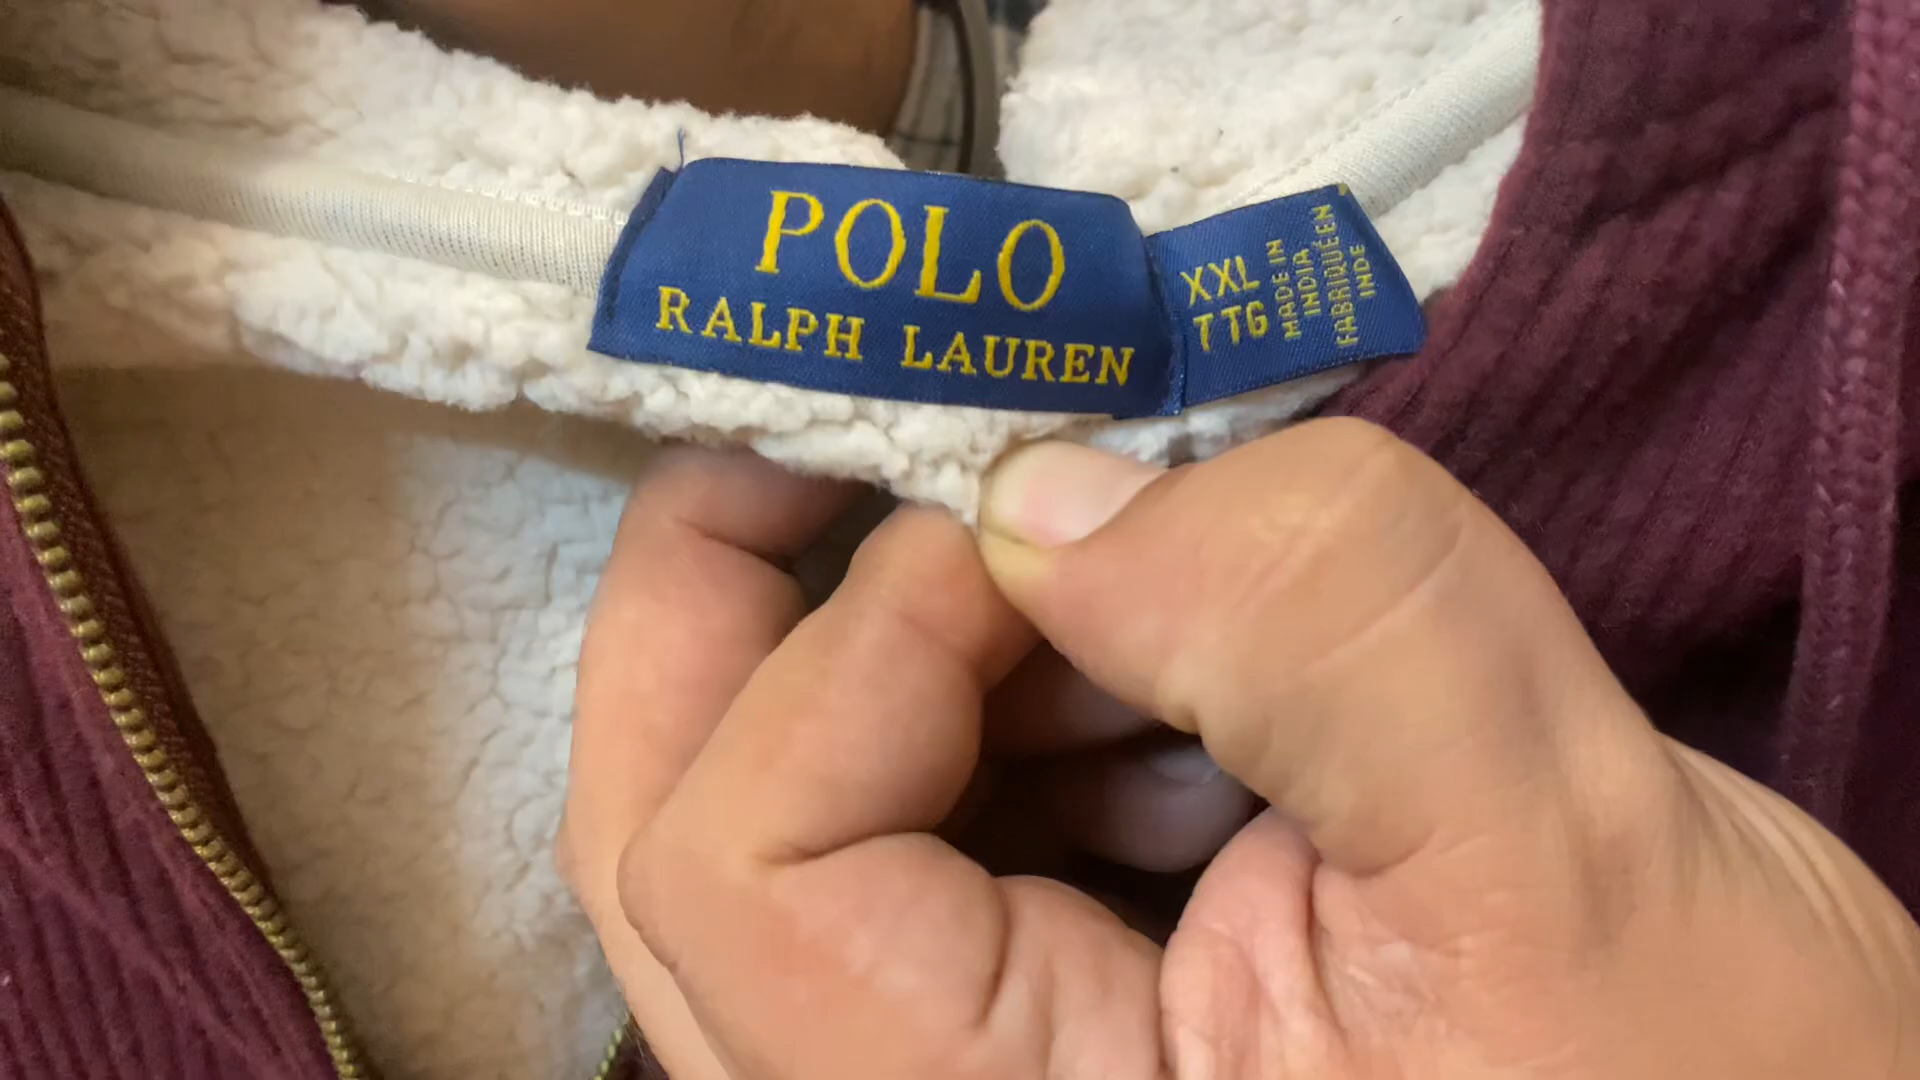 POLO
RALPH LAUREN
XXL
TTG
MADE IN
INDIA
FABRIQUÉ EN
INDE